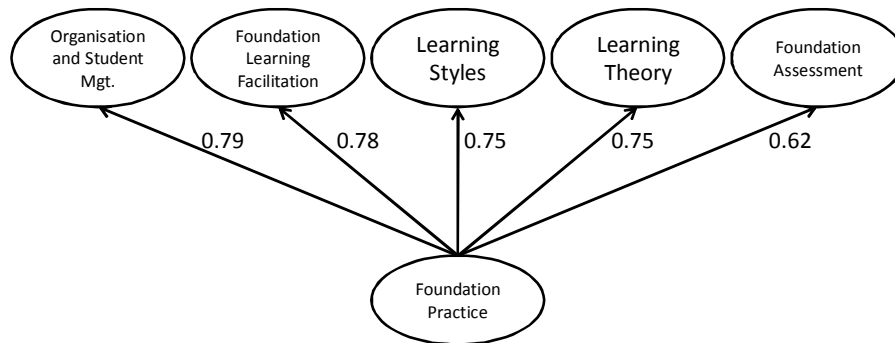 Organisation
and Student
Mgt.
Foundation
Learning
Facilitation
Learning
Styles
Learning
Theory
Foundation
Assessment
0.79
0.78
0.75
0.75
0.62
Foundation
Practice